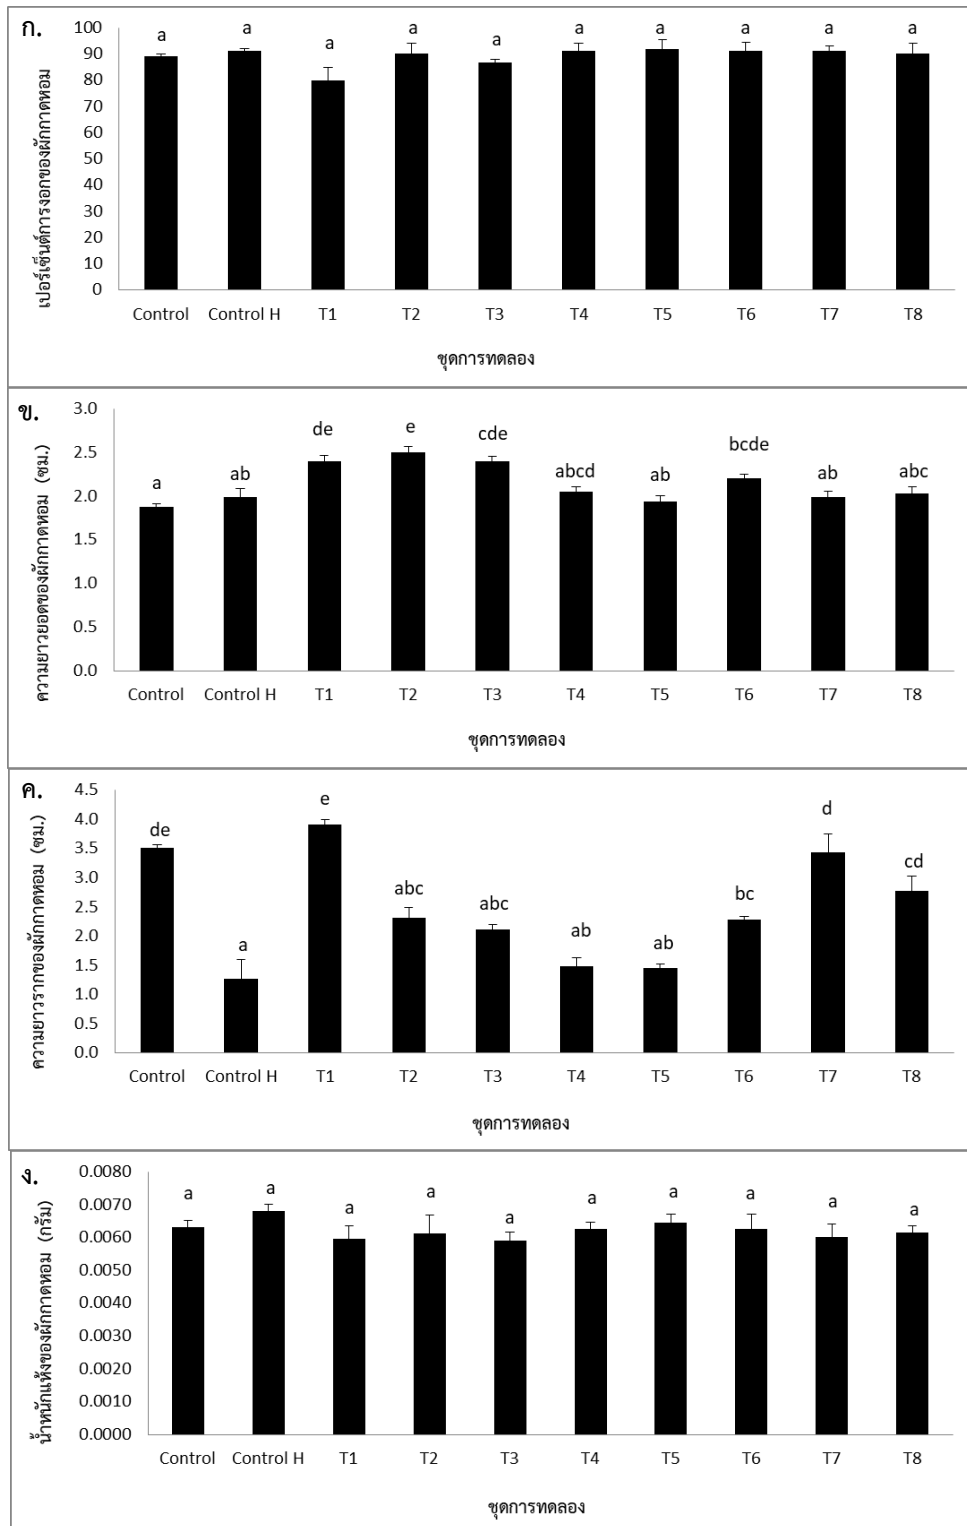 ก.
เปอร์เซ็นต์การงอกของผักกาดหอม
100
90
80
70
60
50
40
30
20
10
0
a a a a a a a a a a
Control Control H T1 T2 T3 T4 T5 T6 T7 T8
ชุดการทดลอง
ข.
ความยาวยอดของผักกาดหอม (ซม.)
3.0
2.5
2.0
1.5
1.0
0.5
0.0
a ab de e cde abcd ab bcde ab abc
Control Control H T1 T2 T3 T4 T5 T6 T7 T8
ชุดการทดลอง
ค.
ความยาวรากของผักกาดหอม (ซม.)
4.5
4.0
3.5
3.0
2.5
2.0
1.5
1.0
0.5
0.0
de a e abc abc ab ab bc d cd
Control Control H T1 T2 T3 T4 T5 T6 T7 T8
ชุดการทดลอง
ง.
น้ำหนักแห้งของผักกาดหอม (กรัม)
0.0080
0.0070
0.0060
0.0050
0.0040
0.0030
0.0020
0.0010
0.0000
a a a a a a a a a a
Control Control H T1 T2 T3 T4 T5 T6 T7 T8
ชุดการทดลอง